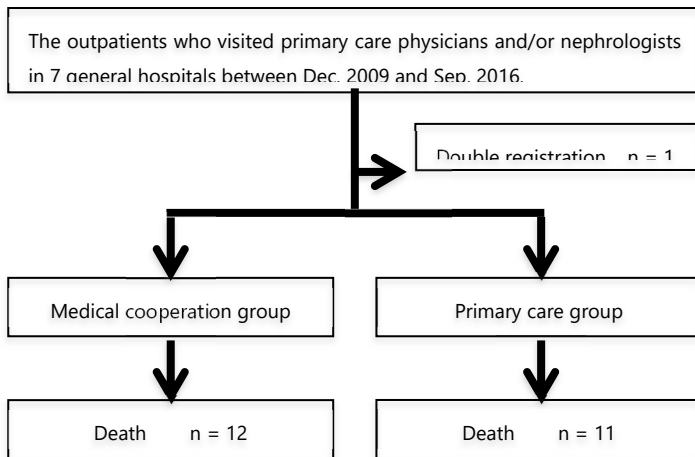 The outpatients who visited primary care physicians and/or nephrologists
in 7 general hospitals between Dec. 2009 and Sep. 2016.
Double registration n = 1
Medical cooperation group
Primary care group
Death n = 12
Death n = 11